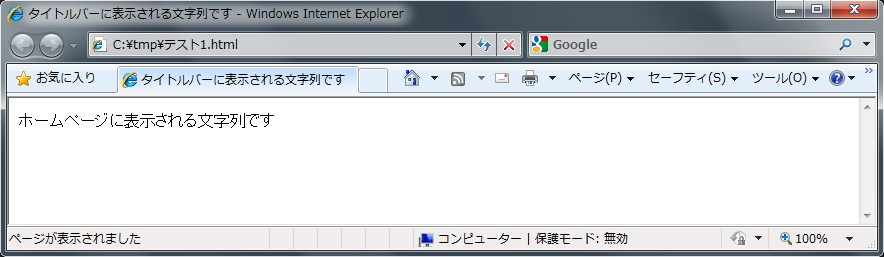 タイトルバーに表示される文字列です - Windows Internet Explorer
C:¥tmp¥テスト1.html
Google
お気に入り
タイトルバーに表示される文字列です
ページ(P)
セーフティ(S)
ツール(O)
ホームページに表示される文字列です
ページが表示されました
コンピューター | 保護モード: 無効
100%